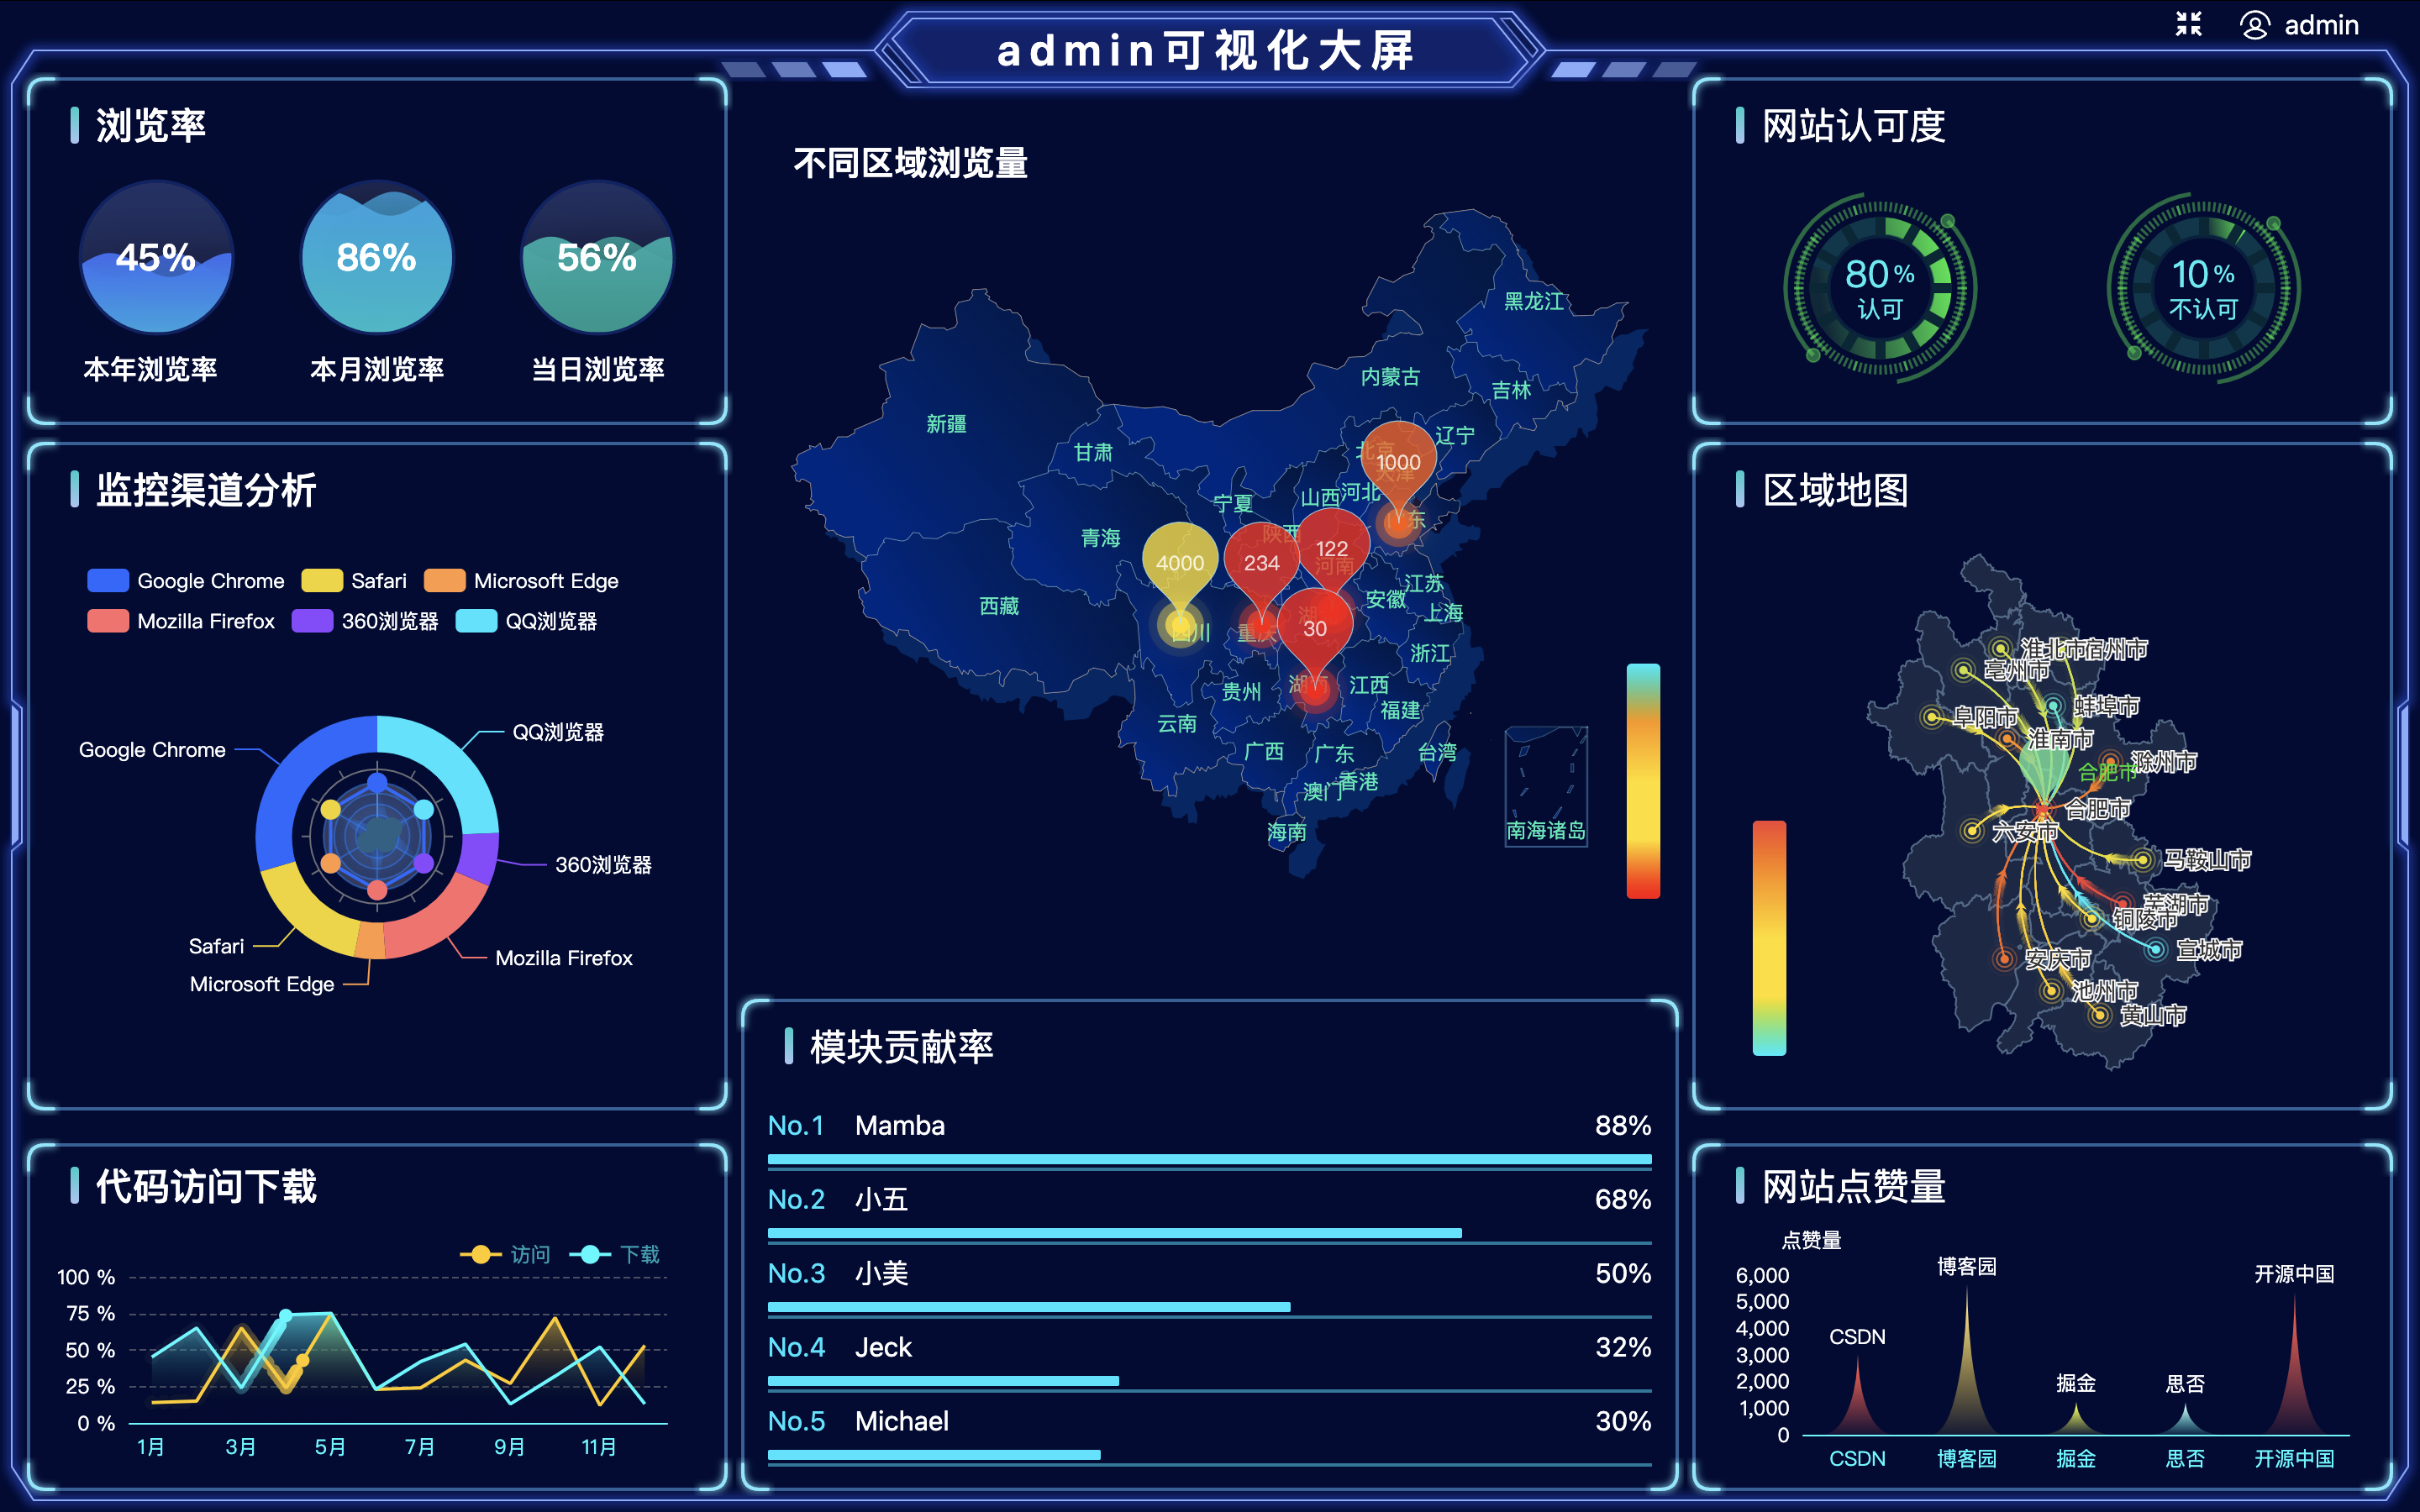 admin可视化大屏
admin
浏览率
45%
86%
56%
本年浏览率
本月浏览率
当日浏览率
监控渠道分析
Google Chrome
Safari
Microsoft Edge
Mozilla Firefox
360浏览器
QQ浏览器
Google Chrome
QQ浏览器
360浏览器
Safari
Mozilla Firefox
Microsoft Edge
代码访问下载
访问
下载
100 %
75 %
50 %
25 %
0 %
1月
3月
5月
7月
9月
11月
不同区域浏览量
黑龙江
内蒙古
吉林
新疆
辽宁
甘肃
北京
1000
天津
山西
河北
宁夏
陕西
青海
122
4000
234
河南
江苏
安徽
西藏
上海
30
重庆
四川
浙江
湖南
江西
贵州
福建
云南
广西
广东
台湾
香港
澳门
海南
南海诸岛
模块贡献率
No.1 Mamba 88%
No.2 小五 68%
No.3 小美 50%
No.4 Jeck 32%
No.5 Michael 30%
网站认可度
80%
认可
10%
不认可
区域地图
淮北市
宿州市
亳州市
蚌埠市
阜阳市
淮南市
滁州市
合肥市
合肥市
六安市
马鞍山市
芜湖市
铜陵市
宣城市
安庆市
池州市
黄山市
网站点赞量
点赞量
6,000
5,000
4,000
3,000
2,000
1,000
0
CSDN
博客园
掘金
思否
开源中国
CSDN
博客园
掘金
思否
开源中国